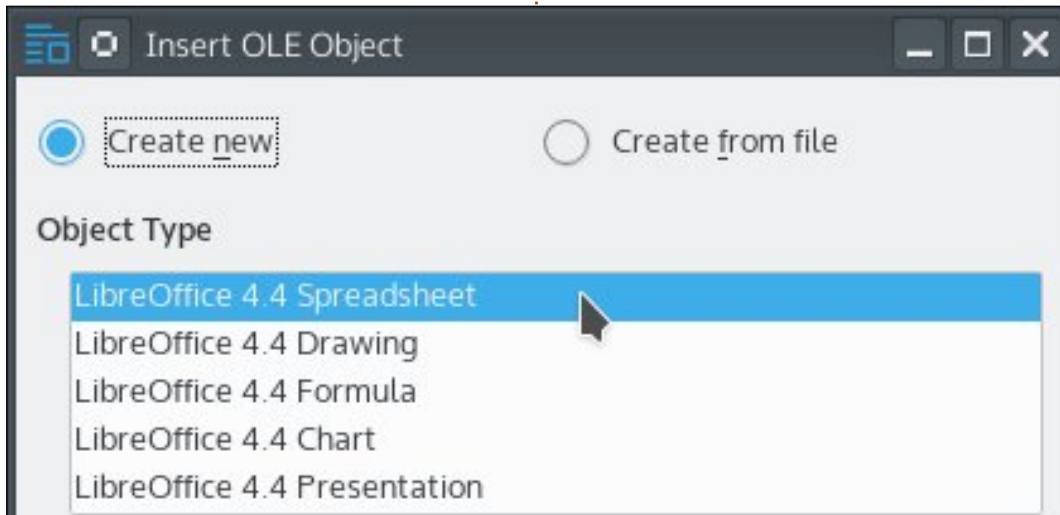 Insert OLE Object
Create new
Create from file
Object Type
LibreOffice 4.4 Spreadsheet
LibreOffice 4.4 Drawing
LibreOffice 4.4 Formula
LibreOffice 4.4 Chart
LibreOffice 4.4 Presentation